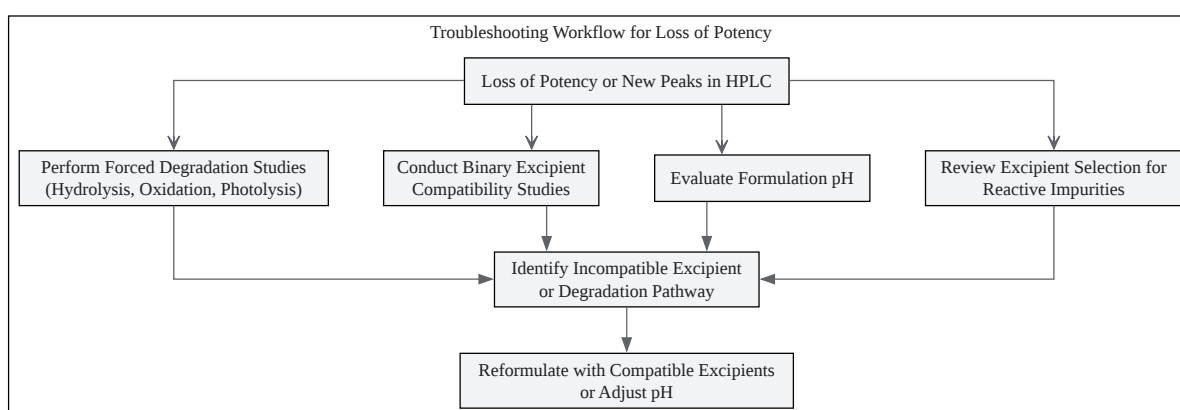 Troubleshooting Workflow for Loss of Potency
Loss of Potency or New Peaks in HPLC
Perform Forced Degradation Studies
(Hydrolysis, Oxidation, Photolysis)
Conduct Binary Excipient
Compatibility Studies
Evaluate Formulation pH
Review Excipient Selection for
Reactive Impurities
Identify Incompatible Excipient
or Degradation Pathway
Reformulate with Compatible Excipients
or Adjust pH